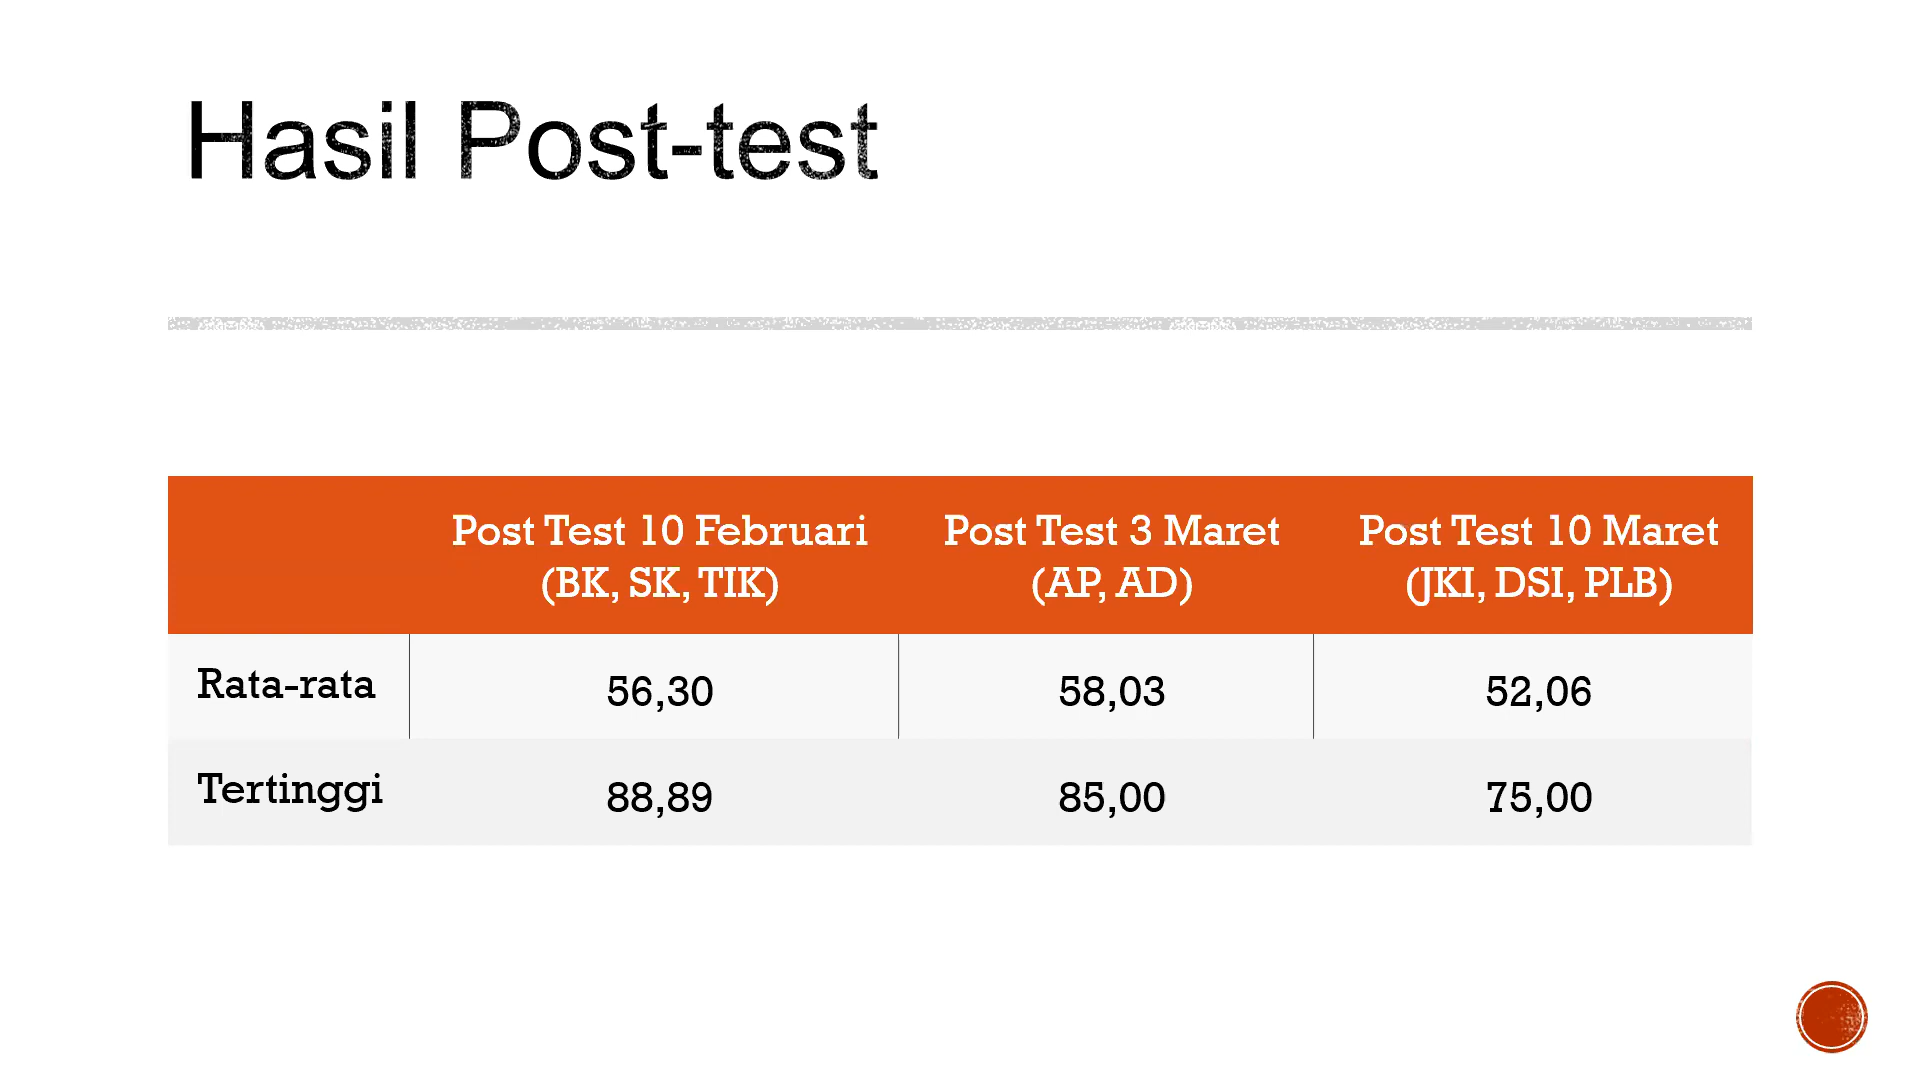 Hasil Post-test
Post Test 10 Februari Post Test 3 Maret Post Test 10 Maret
(BK, SK, TIK) (AP, AD) (JKI, DSI, PLB)
Rata-rata 56,30 58,03 52,06
Tertinggi 88,89 85,00 75,00